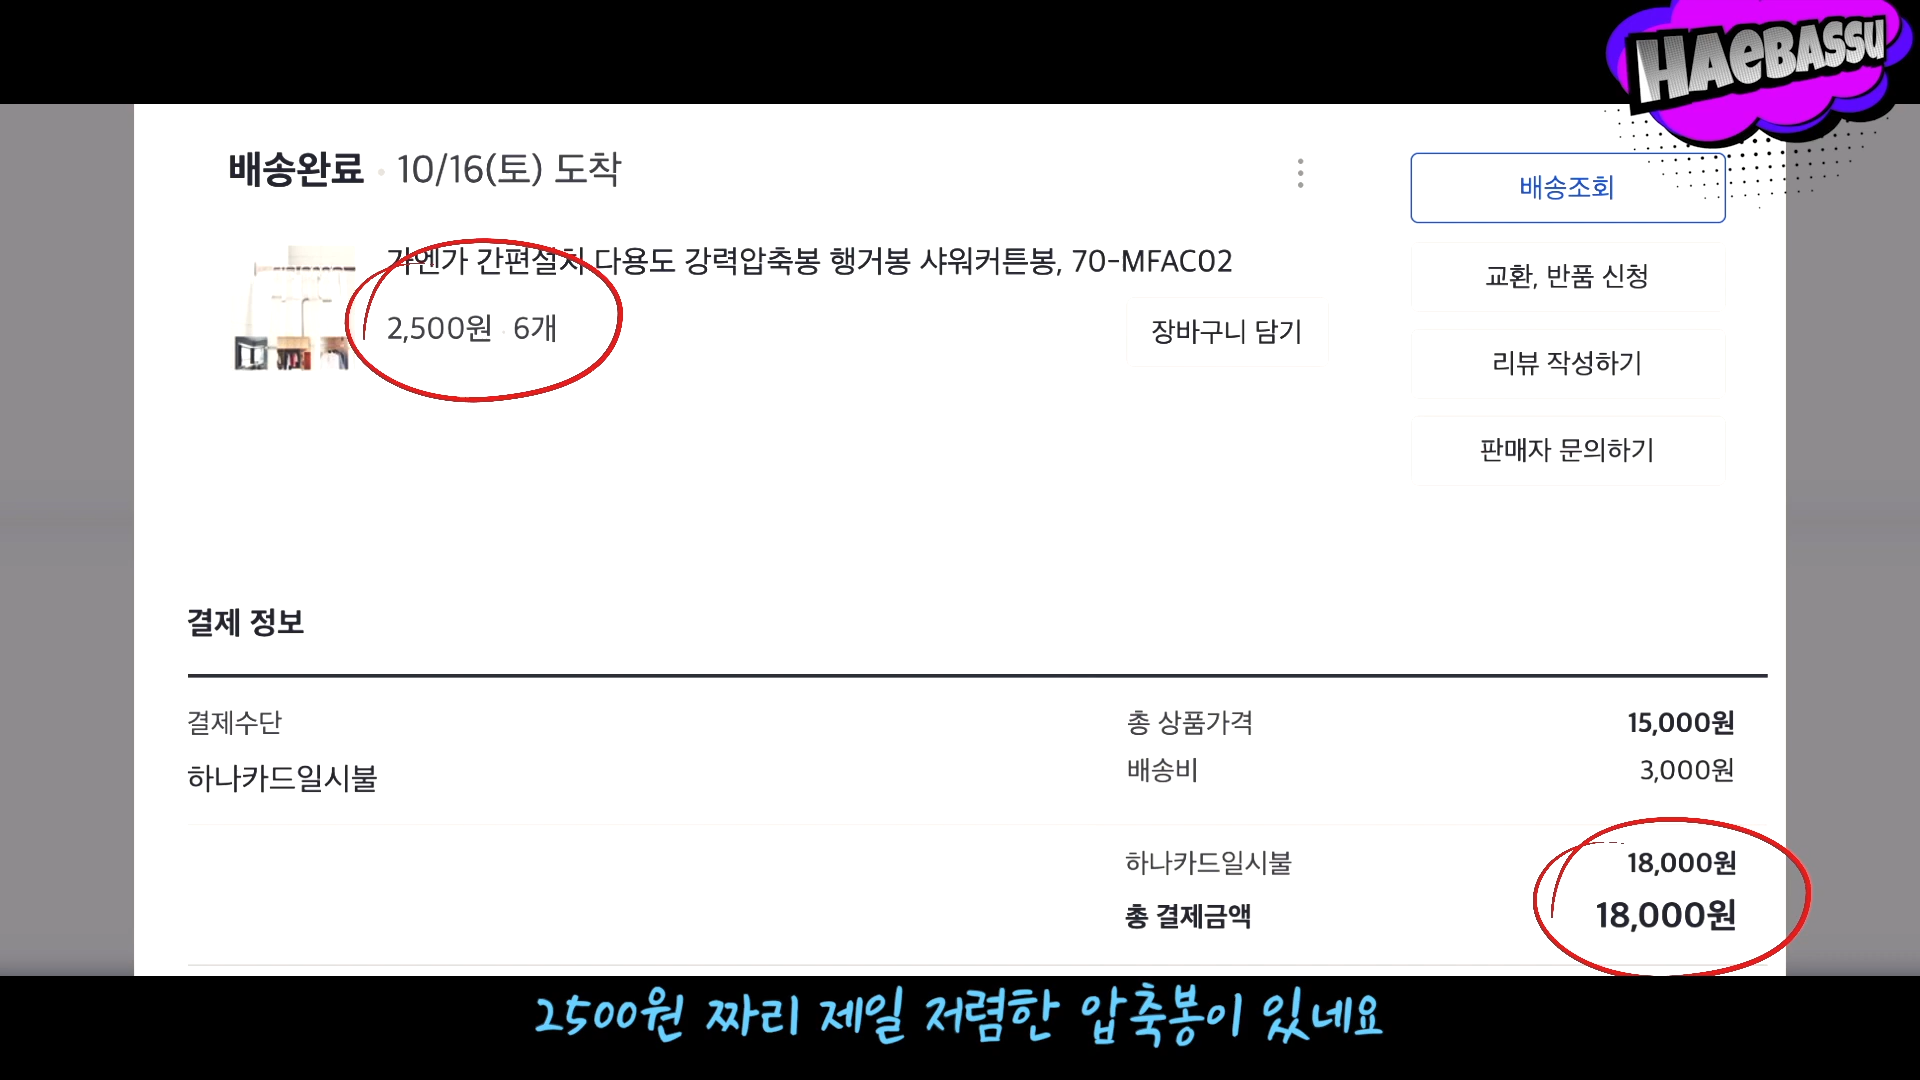 HAEBASSU
배송완료 · 10/16(토) 도착
배송조회
가엔가 간편설치 다용도 강력압축봉 행거봉 샤워커튼봉, 70-MFAC02
교환, 반품 신청
2,500원 · 6개
장바구니 담기
리뷰 작성하기
판매자 문의하기
결제 정보
결제수단
총 상품가격 15,000원
하나카드일시불
배송비 3,000원
하나카드일시불 18,000원
총 결제금액 18,000원
2500원 짜리 제일 저렴한 압축봉이 있네요